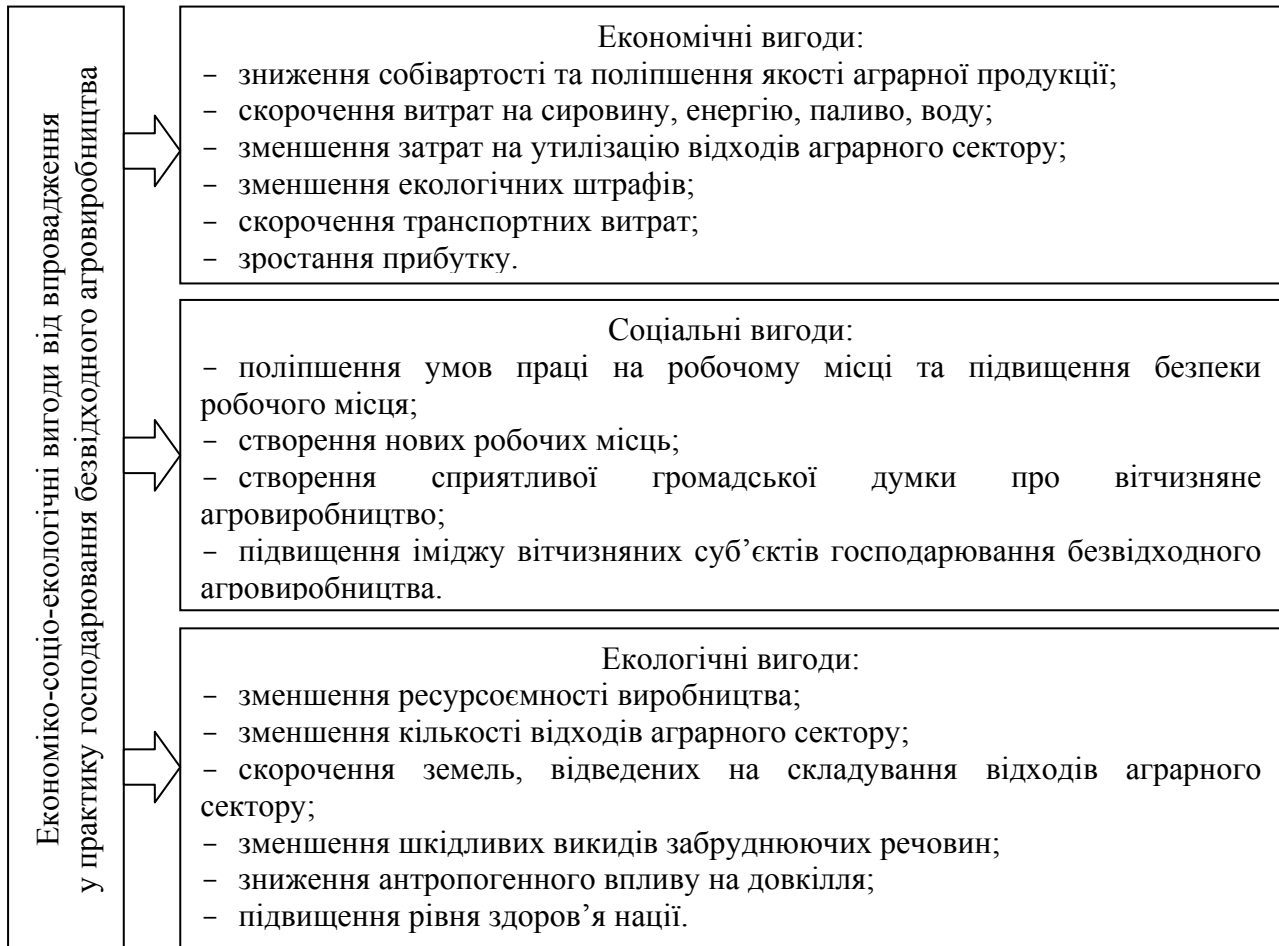 Економіко-соціо-екологічні вигоди від впровадження
у практику господарювання безвідходного агровиробництва
Економічні вигоди:
- зниження собівартості та поліпшення якості аграрної продукції;
- скорочення витрат на сировину, енергію, паливо, воду;
- зменшення затрат на утилізацію відходів аграрного сектору;
- зменшення екологічних штрафів;
- скорочення транспортних витрат;
- зростання прибутку.
Соціальні вигоди:
- поліпшення умов праці на робочому місці та підвищення безпеки
робочого місця;
- створення нових робочих місць;
- створення сприятливої громадської думки про вітчизняне
агровиробництво;
- підвищення іміджу вітчизняних суб’єктів господарювання безвідходного
агровиробництва.
Екологічні вигоди:
- зменшення ресурсоємності виробництва;
- зменшення кількості відходів аграрного сектору;
- скорочення земель, відведених на складування відходів аграрного
сектору;
- зменшення шкідливих викидів забруднюючих речовин;
- зниження антропогенного впливу на довкілля;
- підвищення рівня здоров’я нації.